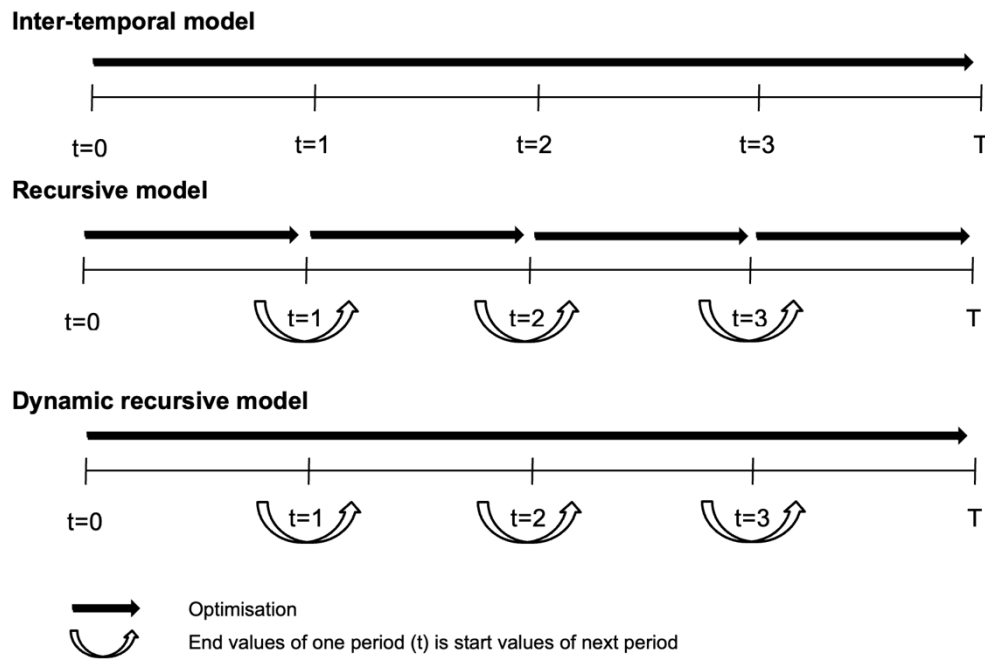 Inter-temporal model
t=0 t=1 t=2 t=3 T
Recursive model
t=0 t=1 t=2 t=3 T
Dynamic recursive model
t=0 t=1 t=2 t=3 T
Optimisation
End values of one period (t) is start values of next period